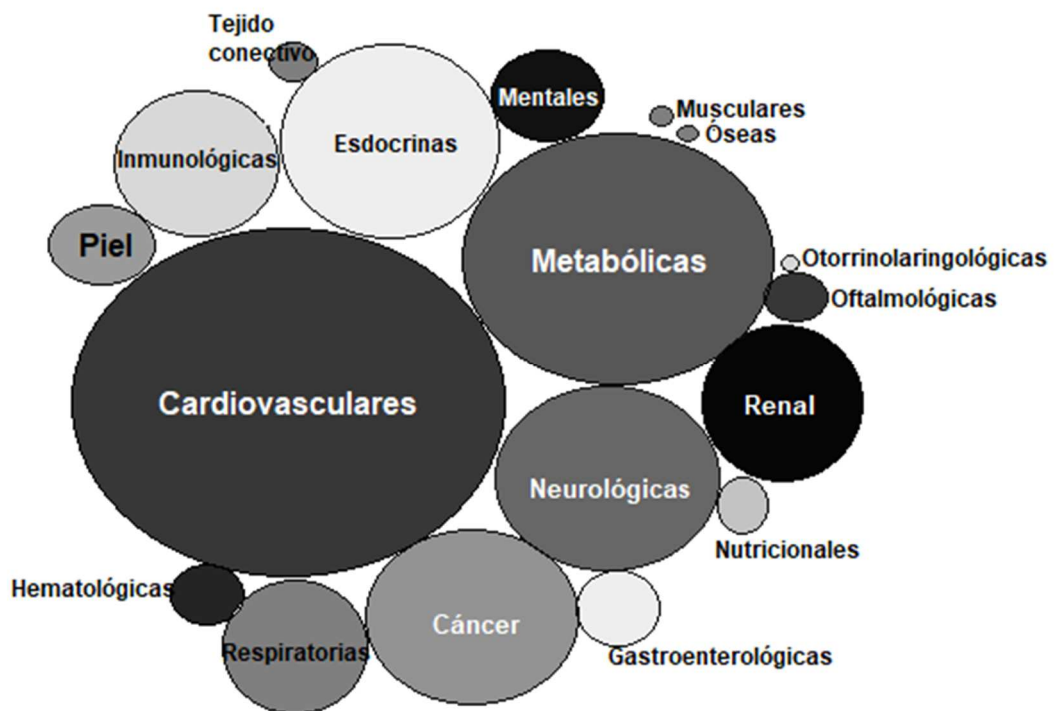 Tejido
conectivo
Mentales
Musculares
Óseas
Esdocrinas
Inmunológicas
Piel
Metabólicas
Otorrinolaringológicas
Oftalmológicas
Cardiovasculares
Renal
Neurológicas
Nutricionales
Hematológicas
Cáncer
Respiratorias
Gastroenterológicas